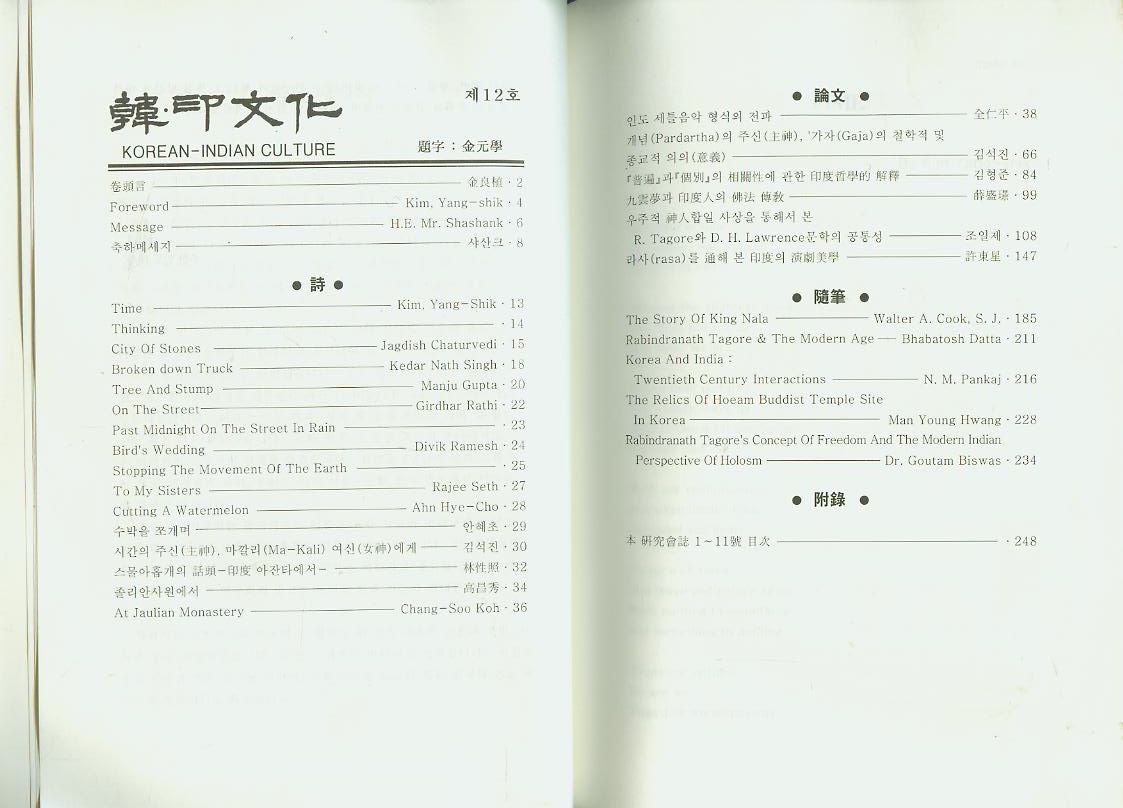 韓·印文化
제12호
KOREAN-INDIAN CULTURE
題字 : 金元學
卷頭言 金良植 · 2
Foreword Kim, Yang-shik · 4
Message H.E. Mr. Shashank · 6
축하메세지 샤산크 · 8
● 詩 ●
Time Kim, Yang-Shik · 13
Thinking · 14
City Of Stones Jagdish Chaturvedi · 15
Broken down Truck Kedar Nath Singh · 18
Tree And Stump Manju Gupta · 20
On The Street Girdhar Rathi · 22
Past Midnight On The Street In Rain · 23
Bird's Wedding Divik Ramesh · 24
Stopping The Movement Of The Earth · 25
To My Sisters Rajee Seth · 27
Cutting A Watermelon Ahn Hye-Cho · 28
수박을 쪼개며 안혜초 · 29
시간의 주신(主神), 마깔리(Ma-Kali) 여신(女神)에게 김석진 · 30
스물아홉개의 話頭-印度 아잔타에서- 林性照 · 32
졸리안사원에서 高昌秀 · 34
At Jaulian Monastery Chang-Soo Koh · 36
● 論文 ●
인도 세틀음악 형식의 전파 全仁平 · 38
개념(Pardartha)의 주신(主神), '가자(Gaja)의 철학적 및
종교적 의의(意義) 김석진 · 66
『普遍』과『個別』의 相關性에 관한 印度哲學的 解釋 김형준 · 84
九雲夢과 印度人의 佛法 傳敎 薛盛璟 · 99
우주적 神人합일 사상을 통해서 본
R. Tagore와 D. H. Lawrence문학의 공통성 조일제 · 108
라사(rasa)를 通해 본 印度의 演劇美學 許東星 · 147
● 隨筆 ●
The Story Of King Nala Walter A. Cook, S. J. · 185
Rabindranath Tagore & The Modern Age Bhabatosh Datta · 211
Korea And India :
Twentieth Century Interactions N. M. Pankaj · 216
The Relics Of Hoeam Buddist Temple Site
In Korea Man Young Hwang · 228
Rabindranath Tagore's Concept Of Freedom And The Modern Indian
Perspective Of Holosm Dr. Goutam Biswas · 234
● 附錄 ●
本 硏究會誌 1~11號 目次 · 248